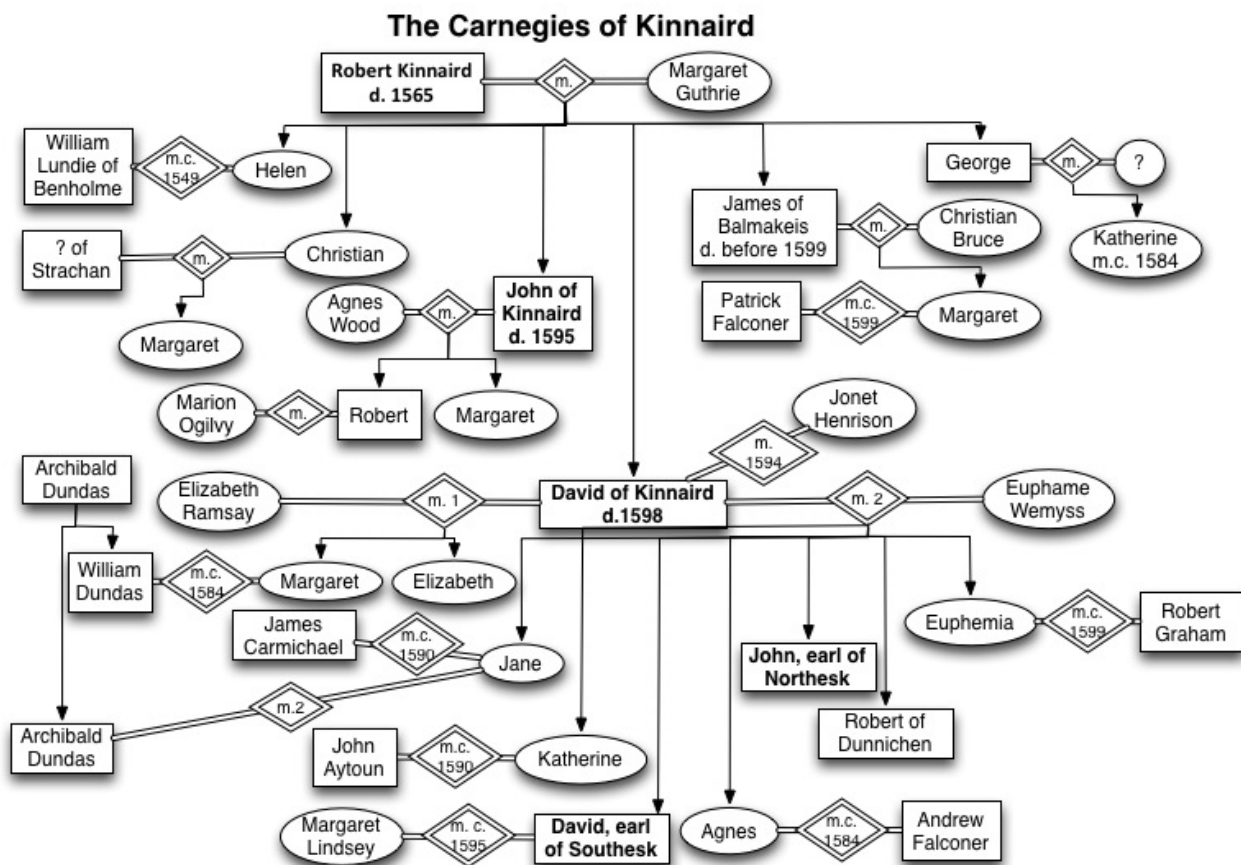 The Carnegies of Kinnaird
Robert Kinnaird
d. 1565
m.
Margaret
Guthrie
William
Lundie of
Benholme
m.c.
1549
Helen
George
m.
?
? of
Strachan
m.
Christian
James of
Balmakeis
d. before 1599
m.
Christian
Bruce
Katherine
m.c. 1584
Margaret
Agnes
Wood
m.
John of
Kinnaird
d. 1595
Patrick
Falconer
m.c.
1599
Margaret
Marion
Ogilvy
m.
Robert
Margaret
Jonet
Henrison
m.
1594
Archibald
Dundas
Elizabeth
Ramsay
m. 1
David of Kinnaird
d.1598
m. 2
Euphame
Wemyss
William
Dundas
m.c.
1584
Margaret
Elizabeth
James
Carmichael
m.c.
1590
Jane
John, earl of
Northesk
Euphemia
m.c.
1599
Robert
Graham
Archibald
Dundas
m.2
Robert of
Dunnichen
John
Aytoun
m.c.
1590
Katherine
Margaret
Lindsey
m. c.
1595
David, earl
of Southesk
Agnes
m.c.
1584
Andrew
Falconer